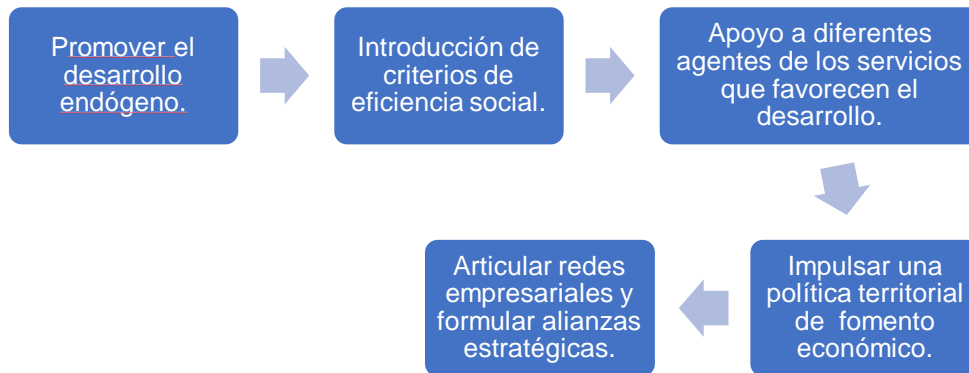 Promover el
desarrollo
endógeno.
Introducción de
criterios de
eficiencia social.
Apoyo a diferentes
agentes de los servicios
que favorecen el
desarrollo.
Impulsar una
política territorial
de fomento
económico.
Articular redes
empresariales y
formular alianzas
estratégicas.